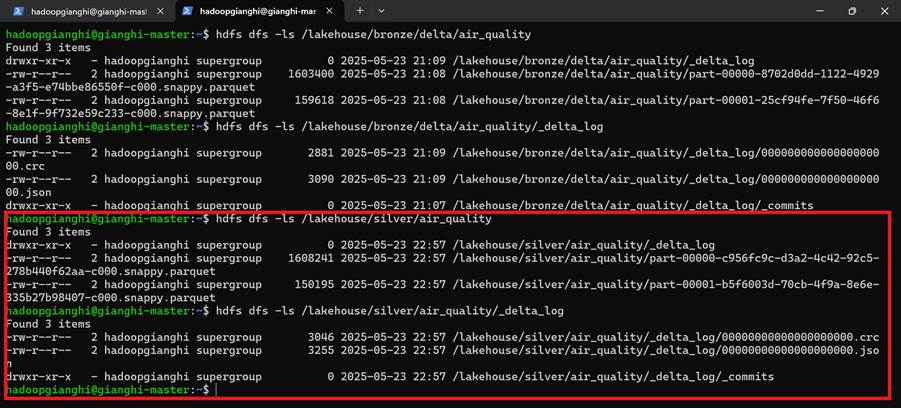 hadoopgianghi@gianghi-mast
hadoopgianghi@gianghi-mas
hadoopgianghi@gianghi-master:~$ hdfs dfs -ls /lakehouse/bronze/delta/air_quality
Found 3 items
drwxr-xr-x   - hadoopgianghi supergroup          0 2025-05-23 21:09 /lakehouse/bronze/delta/air_quality/_delta_log
-rw-r--r--   2 hadoopgianghi supergroup    1603400 2025-05-23 21:08 /lakehouse/bronze/delta/air_quality/part-00000-8702d0dd-1122-4929
-a3f5-e74bbe86550f-c000.snappy.parquet
-rw-r--r--   2 hadoopgianghi supergroup     159618 2025-05-23 21:08 /lakehouse/bronze/delta/air_quality/part-00001-25cf94fe-7f50-46f6
-8e1f-9f732e59c233-c000.snappy.parquet
hadoopgianghi@gianghi-master:~$ hdfs dfs -ls /lakehouse/bronze/delta/air_quality/_delta_log
Found 3 items
-rw-r--r--   2 hadoopgianghi supergroup       2881 2025-05-23 21:09 /lakehouse/bronze/delta/air_quality/_delta_log/000000000000000000
00.crc
-rw-r--r--   2 hadoopgianghi supergroup       3090 2025-05-23 21:09 /lakehouse/bronze/delta/air_quality/_delta_log/000000000000000000
00.json
drwxr-xr-x   - hadoopgianghi supergroup          0 2025-05-23 21:07 /lakehouse/bronze/delta/air_quality/_delta_log/_commits
hadoopgianghi@gianghi-master:~$ hdfs dfs -ls /lakehouse/silver/air_quality
Found 3 items
drwxr-xr-x   - hadoopgianghi supergroup          0 2025-05-23 22:57 /lakehouse/silver/air_quality/_delta_log
-rw-r--r--   2 hadoopgianghi supergroup    1608241 2025-05-23 22:57 /lakehouse/silver/air_quality/part-00000-c956fc9c-d3a2-4c42-92c5-
278b440f62aa-c000.snappy.parquet
-rw-r--r--   2 hadoopgianghi supergroup     150195 2025-05-23 22:57 /lakehouse/silver/air_quality/part-00001-b5f6003d-70cb-4f9a-8e6e-
335b27b98407-c000.snappy.parquet
hadoopgianghi@gianghi-master:~$ hdfs dfs -ls /lakehouse/silver/air_quality/_delta_log
Found 3 items
-rw-r--r--   2 hadoopgianghi supergroup       3046 2025-05-23 22:57 /lakehouse/silver/air_quality/_delta_log/00000000000000000000.crc
-rw-r--r--   2 hadoopgianghi supergroup       3255 2025-05-23 22:57 /lakehouse/silver/air_quality/_delta_log/00000000000000000000.jso
n
drwxr-xr-x   - hadoopgianghi supergroup          0 2025-05-23 22:57 /lakehouse/silver/air_quality/_delta_log/_commits
hadoopgianghi@gianghi-master:~$